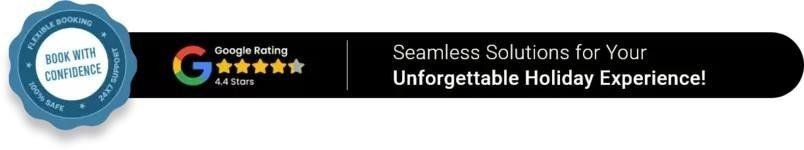 FLEXIBLE BOOKING
BOOK WITH
CONFIDENCE
24X7 SUPPORT
100% SAFE
Google Rating
4.4 Stars
Seamless Solutions for Your
Unforgettable Holiday Experience!